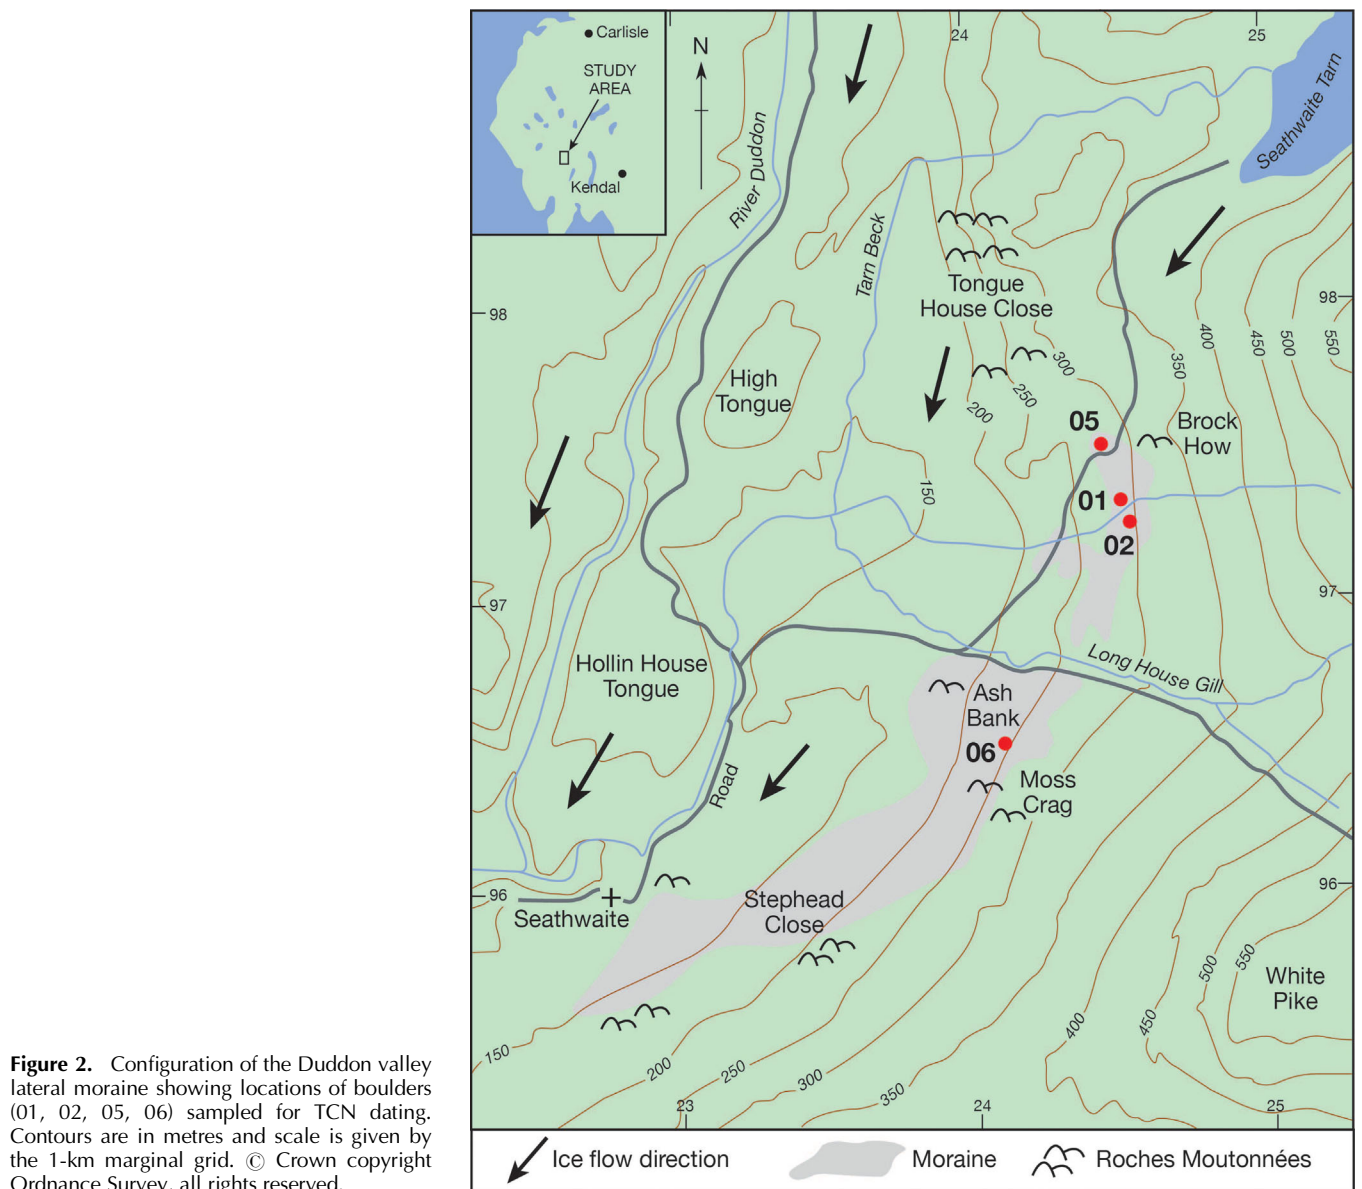 Carlisle
STUDY
AREA
Kendal
N
24
25
Seathwaite Tarn
River Duddon
Tarn Beck
Tongue
House Close
98
98
High
Tongue
300
250
200
350
400
450
500
550
05
Brock
How
150
01
02
97
97
Hollin House
Tongue
Long House Gill
Ash
Bank
06
Moss
Crag
Road
96
96
Seathwaite
Stephead
Close
White
Pike
500
550
400
450
150
200
250
300
350
23
24
25
Ice flow direction
Moraine
Roches Moutonnées
Figure 2. Configuration of the Duddon valley
lateral moraine showing locations of boulders
(01, 02, 05, 06) sampled for TCN dating.
Contours are in metres and scale is given by
the 1-km marginal grid. © Crown copyright
Ordnance Survey, all rights reserved.